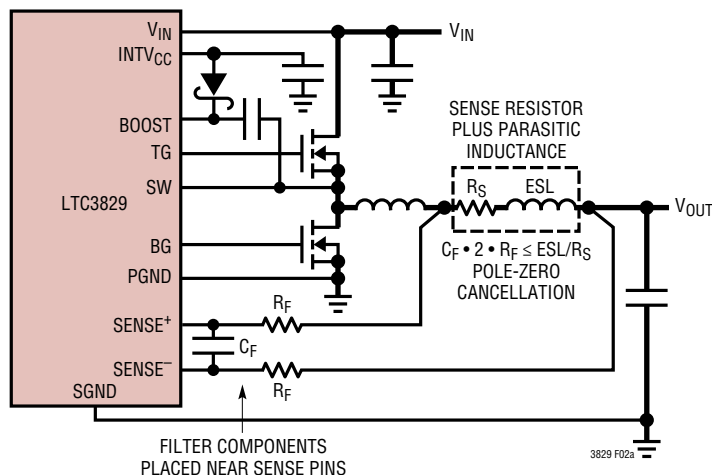 V_IN
INTV_CC
BOOST
TG
SW
LTC3829
BG
PGND
SENSE⁺
SENSE⁻
SGND
V_IN
SENSE RESISTOR
PLUS PARASITIC
INDUCTANCE
R_S
ESL
V_OUT
C_F • 2 • R_F ≤ ESL/R_S
POLE-ZERO
CANCELLATION
R_F
C_F
R_F
FILTER COMPONENTS
PLACED NEAR SENSE PINS
3829 F02a